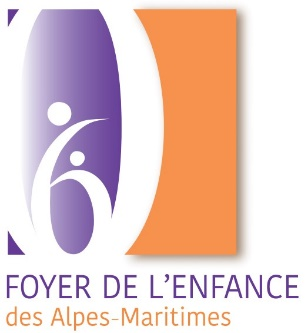 FOYER DE L'ENFANCE
des Alpes-Maritimes